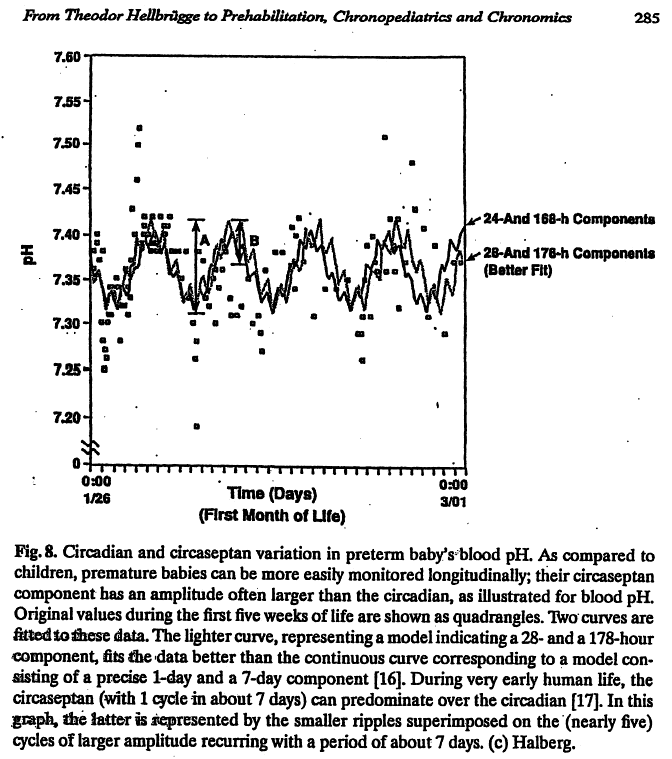 From Theodor Hellbrügge to Prehabilitation, Chronopediatrics and Chronomics 285
7.60
7.55
7.50
7.45
7.40
7.35
7.30
7.25
7.20
0
pH
A
B
24-And 168-h Components
28-And 178-h Components
(Better Fit)
0:00
1/26
Time (Days)
(First Month of Life)
0:00
3/01
Fig. 8. Circadian and circaseptan variation in preterm baby's blood pH. As compared to
children, premature babies can be more easily monitored longitudinally; their circaseptan
component has an amplitude often larger than the circadian, as illustrated for blood pH.
Original values during the first five weeks of life are shown as quadrangles. Two curves are
fitted to these data. The lighter curve, representing a model indicating a 28- and a 178-hour
component, fits the data better than the continuous curve corresponding to a model con-
sisting of a precise 1-day and a 7-day component [16]. During very early human life, the
circaseptan (with 1 cycle in about 7 days) can predominate over the circadian [17]. In this
graph, the latter is represented by the smaller ripples superimposed on the (nearly five)
cycles of larger amplitude recurring with a period of about 7 days. (c) Halberg.